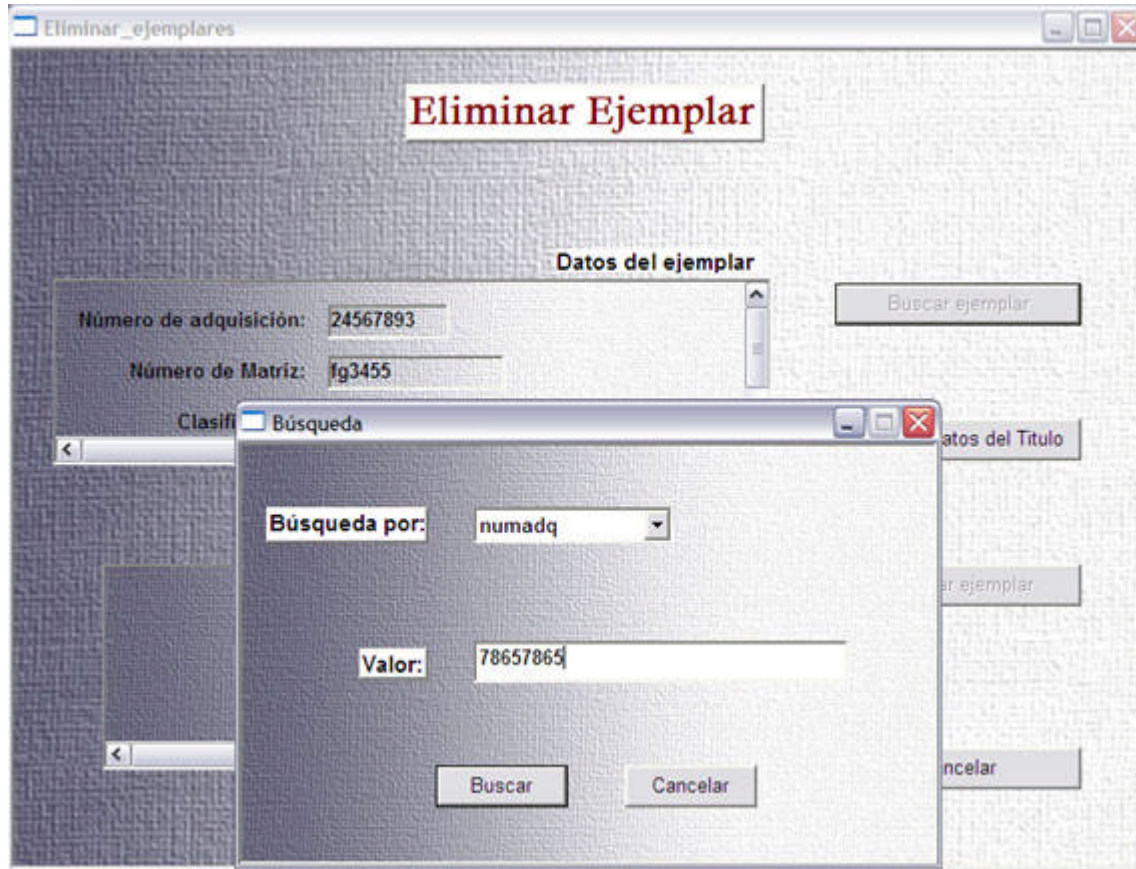 Eliminar_ejemplares
Eliminar Ejemplar
Datos del ejemplar
Buscar ejemplar
Número de adquisición: 24567893
Número de Matriz: fg3455
Clasifi
atos del Titulo
Búsqueda
Búsqueda por: numadq
ar ejemplar
Valor: 78657865
ncelar
Buscar Cancelar